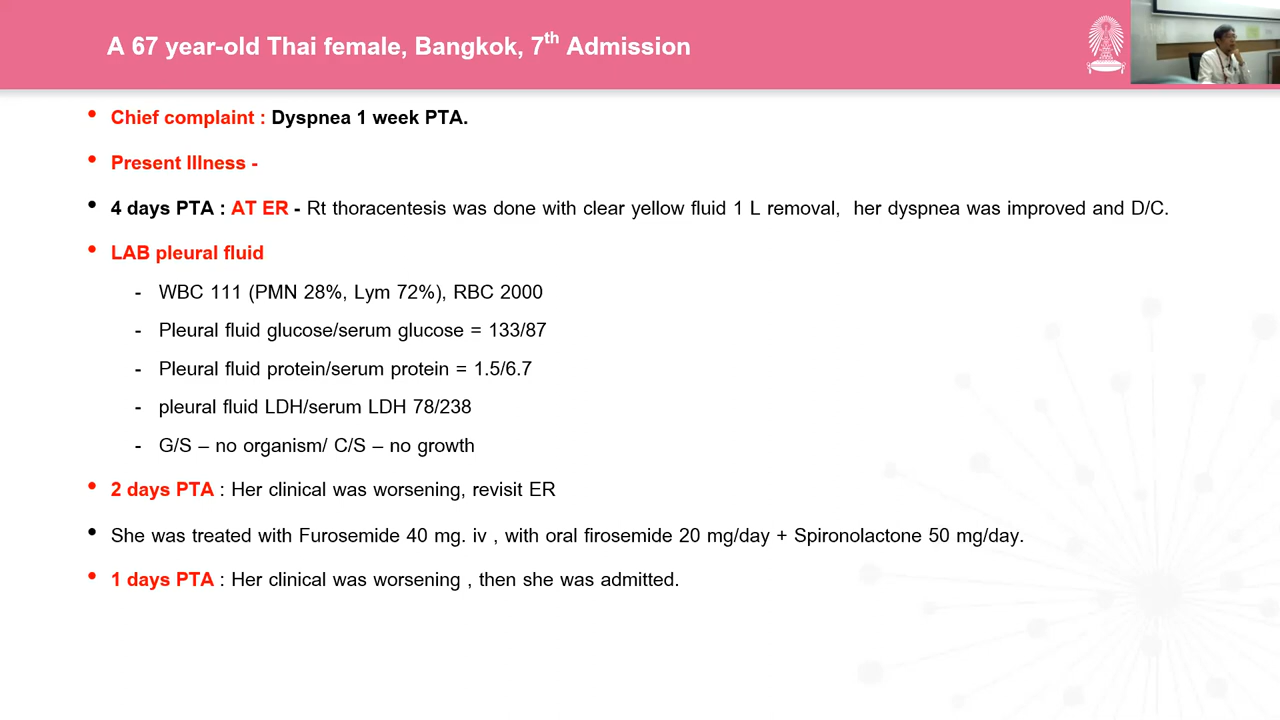 A 67 year-old Thai female, Bangkok, 7th Admission
• Chief complaint : Dyspnea 1 week PTA.
• Present Illness -
• 4 days PTA : AT ER - Rt thoracentesis was done with clear yellow fluid 1 L removal, her dyspnea was improved and D/C.
• LAB pleural fluid
- WBC 111 (PMN 28%, Lym 72%), RBC 2000
- Pleural fluid glucose/serum glucose = 133/87
- Pleural fluid protein/serum protein = 1.5/6.7
- pleural fluid LDH/serum LDH 78/238
- G/S – no organism/ C/S – no growth
• 2 days PTA : Her clinical was worsening, revisit ER
• She was treated with Furosemide 40 mg. iv , with oral firosemide 20 mg/day + Spironolactone 50 mg/day.
• 1 days PTA : Her clinical was worsening , then she was admitted.